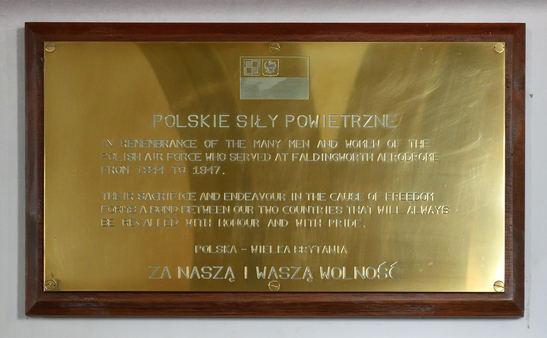 POLSKIE SIŁY POWIETRZNE
IN REMEMBRANCE OF THE MANY MEN AND WOMEN OF THE
POLISH AIR FORCE WHO SERVED AT FALDINGWORTH AERODROME
FROM 1944 TO 1947.
THEIR SACRIFICE AND ENDEAVOUR IN THE CAUSE OF FREEDOM
FORMS A BOND BETWEEN OUR TWO COUNTRIES THAT WILL ALWAYS
BE RECALLED WITH HONOUR AND WITH PRIDE.
POLSKA - WIELKA BRYTANIA
ZA NASZĄ I WASZĄ WOLNOŚĆ